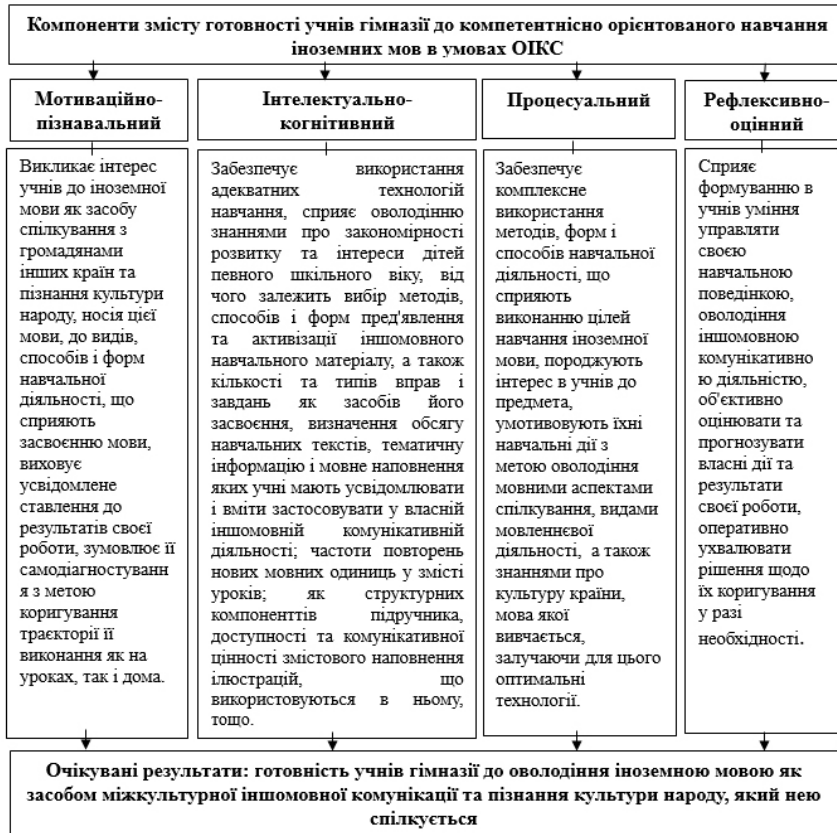 Компоненти змісту готовності учнів гімназії до компетентнісно орієнтованого навчання
іноземних мов в умовах ОІКС
Мотиваційно-
пізнавальний
Викликає інтерес
учнів до іноземної
мови як засобу
спілкування з
громадянами
інших країн та
пізнання культури
народу, носія цієї
мови, до видів,
способів і форм
навчальної
діяльності, що
сприяють
засвоєнню мови,
виховує
усвідомлене
ставлення до
результатів своєї
роботи, зумовлює її
самодіагностуванн
я з метою
коригування
траєкторії її
виконання як на
уроках, так і дома.
Інтелектуально-
когнітивний
Забезпечує використання
адекватних технологій
навчання, сприяє оволодінню
знаннями про закономірності
розвитку та інтереси дітей
певного шкільного віку, від
чого залежить вибір методів,
способів і форм пред'явлення
та активізації іншомовного
навчального матеріалу, а також
кількості та типів вправ і
завдань як засобів його
засвоєння, визначення обсягу
навчальних текстів, тематичну
інформацію і мовне наповнення
яких учні мають усвідомлювати
і вміти застосовувати у власній
іншомовній комунікативній
діяльності; частоти повторень
нових мовних одиниць у змісті
уроків; як структурних
компоненттів підручника,
доступності та комунікативної
цінності змістового наповнення
ілюстрацій, що
використовуються в ньому,
тощо.
Процесуальний
Забезпечує
комплексне
використання
методів, форм і
способів навчальної
діяльності, що
сприяють
виконанню цілей
навчання іноземної
мови, породжують
інтерес в учнів до
предмета,
умотивовують їхні
навчальні дії з
метою оволодіння
мовними аспектами
спілкування, видами
мовленнєвої
діяльності, а також
знаннями про
культуру країни,
мова якої
вивчається,
залучаючи для цього
оптимальні
технології.
Рефлексивно-
оцінний
Сприяє
формуванню в
учнів уміння
управляти
своєю
навчальною
поведінкою,
оволодіння
іншомовною
комунікативно
ю діяльністю,
об'єктивно
оцінювати та
прогнозувати
власні дії та
результати
своєї роботи,
оперативно
ухвалювати
рішення щодо
їх коригування
у разі
необхідності.
Очікувані результати: готовність учнів гімназії до оволодіння іноземною мовою як
засобом міжкультурної іншомовної комунікації та пізнання культури народу, який нею
спілкується